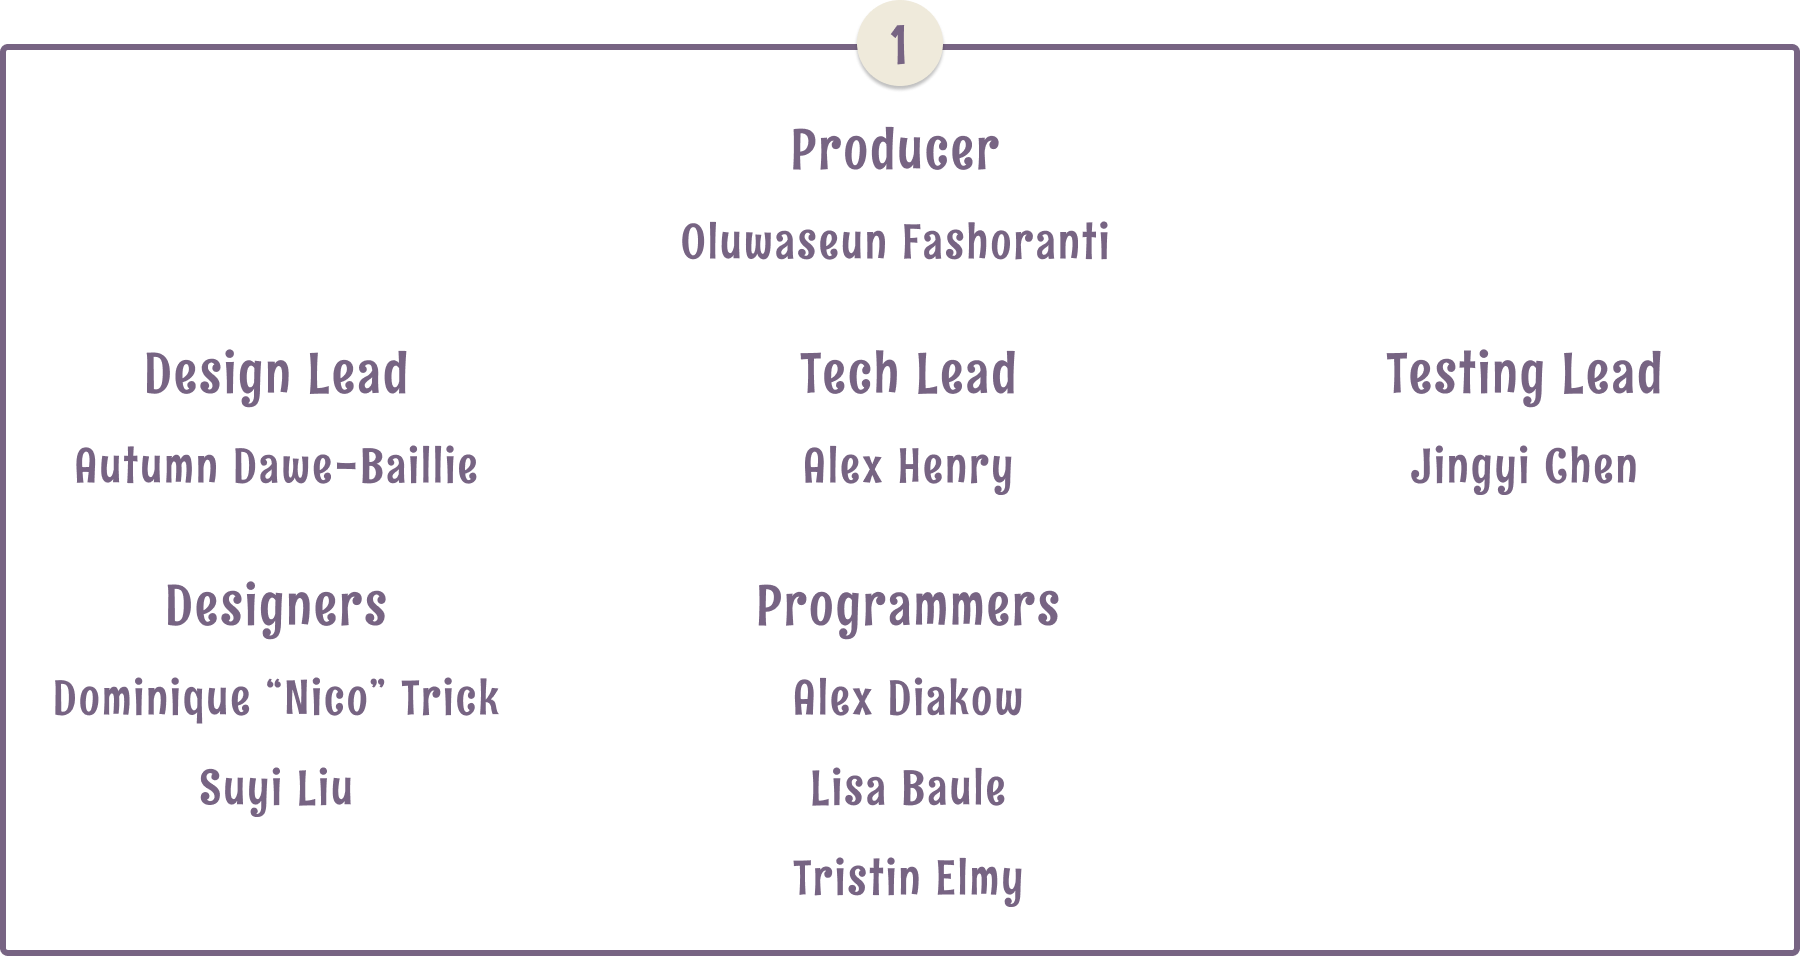 1
Producer
Oluwaseun Fashoranti
Design Lead
Autumn Dawe-Baillie
Tech Lead
Alex Henry
Testing Lead
Jingyi Chen
Designers
Dominique “Nico” Trick
Suyi Liu
Programmers
Alex Diakow
Lisa Baule
Tristin Elmy